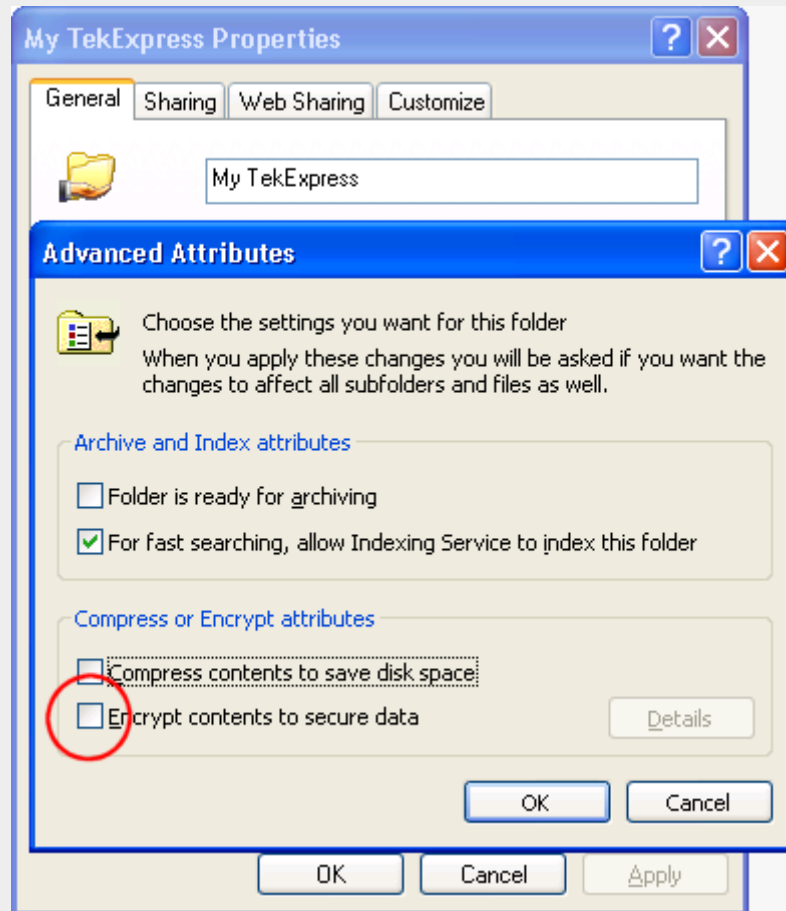 My TekExpress Properties
General Sharing Web Sharing Customize
My TekExpress
Advanced Attributes
Choose the settings you want for this folder
When you apply these changes you will be asked if you want the
changes to affect all subfolders and files as well.
Archive and Index attributes
Folder is ready for archiving
For fast searching, allow Indexing Service to index this folder
Compress or Encrypt attributes
Compress contents to save disk space
Encrypt contents to secure data
Details
OK Cancel
OK Cancel Apply